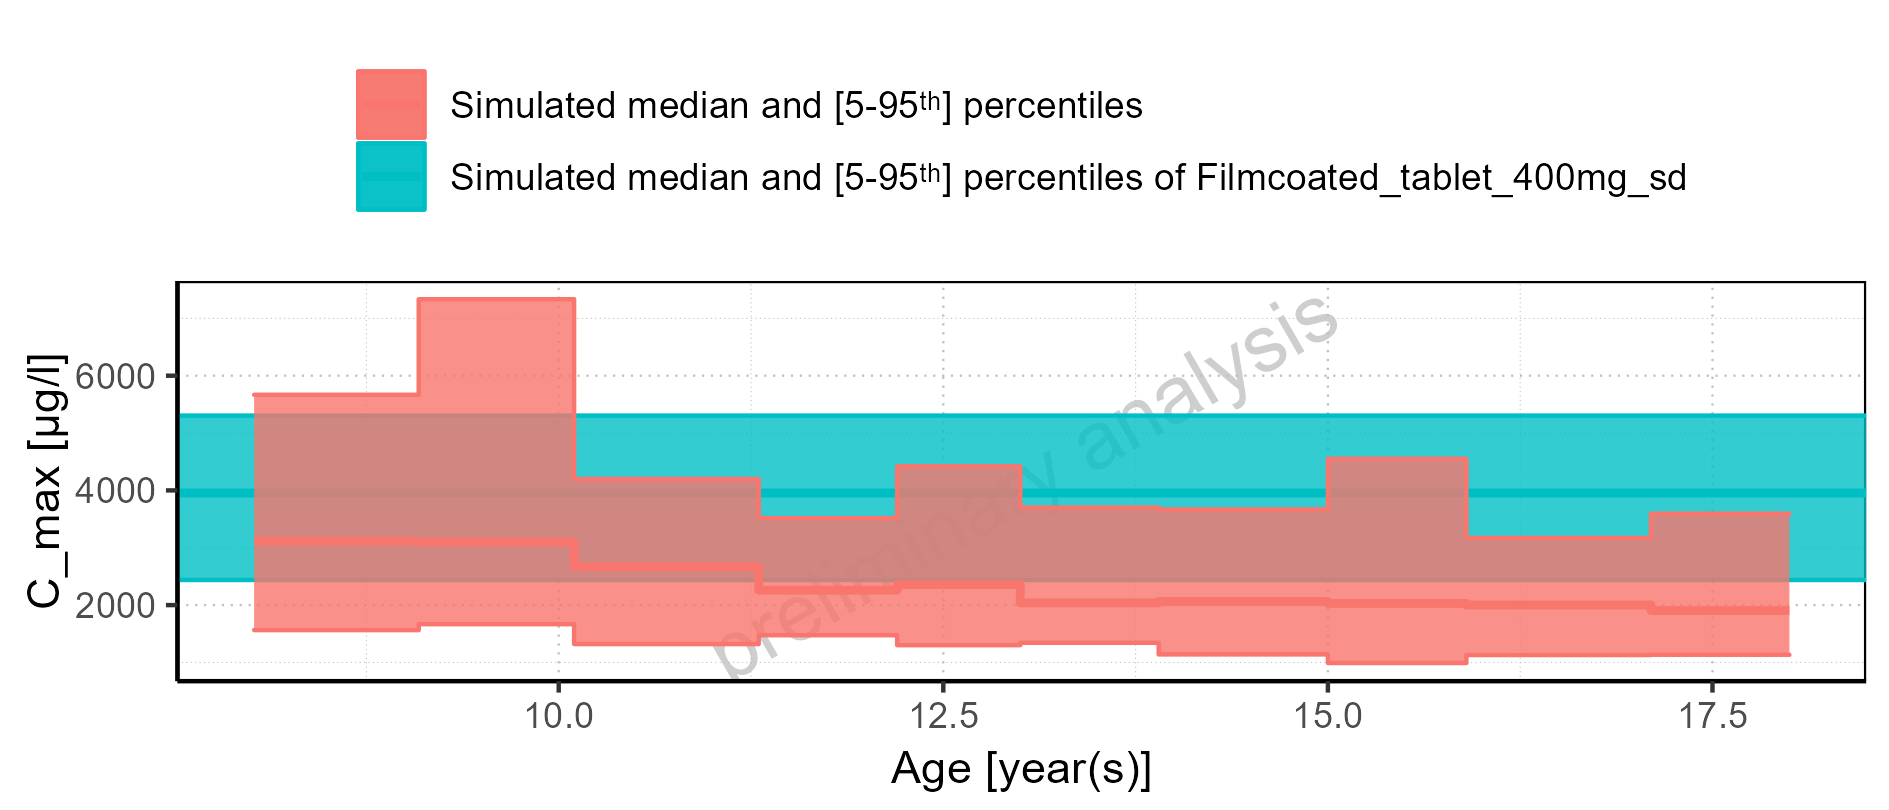 Simulated median and [5-95ᵗʰ] percentiles
Simulated median and [5-95ᵗʰ] percentiles of Filmcoated_tablet_400mg_sd
C_max [µg/l]
6000
4000
2000
preliminary analysis
10.0
12.5
15.0
17.5
Age [year(s)]